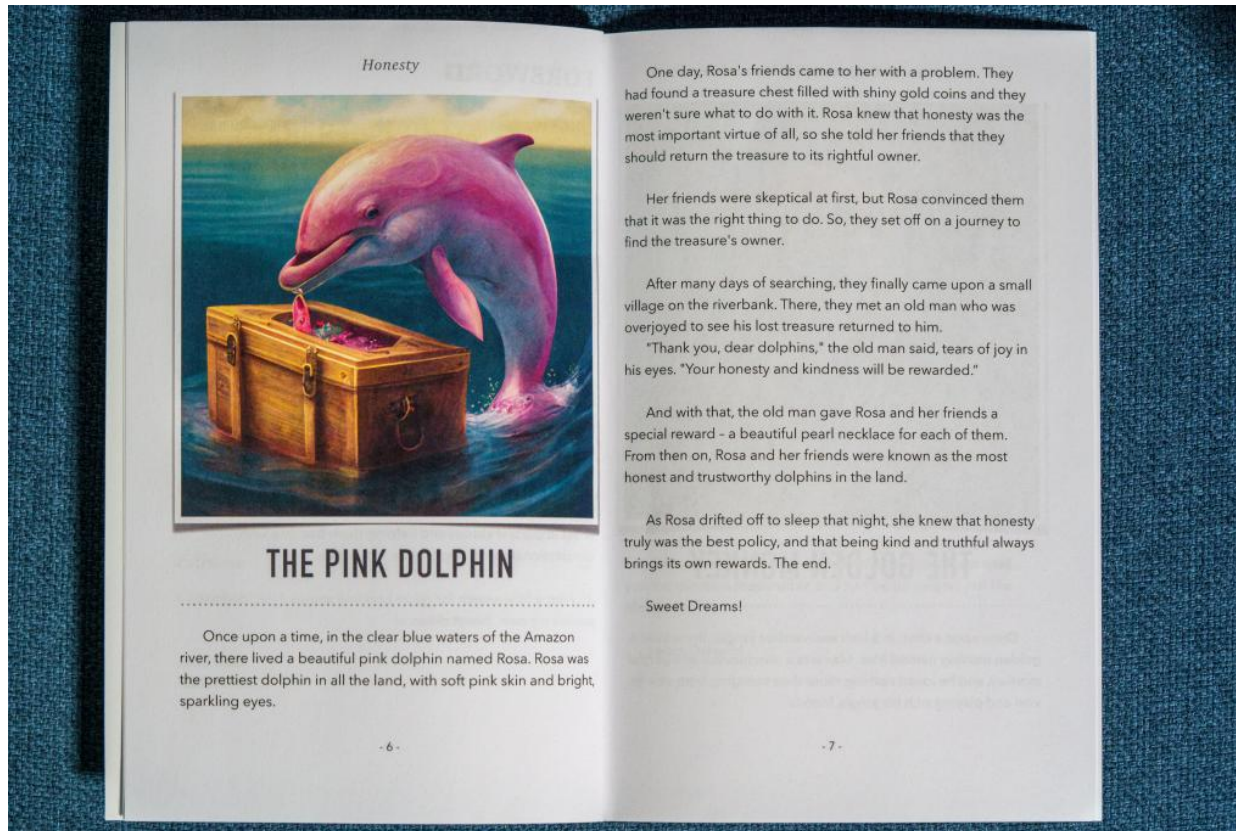 Honesty
THE PINK DOLPHIN
Once upon a time, in the clear blue waters of the Amazon
river, there lived a beautiful pink dolphin named Rosa. Rosa was
the prettiest dolphin in all the land, with soft pink skin and bright,
sparkling eyes.
- 6 -
One day, Rosa's friends came to her with a problem. They
had found a treasure chest filled with shiny gold coins and they
weren't sure what to do with it. Rosa knew that honesty was the
most important virtue of all, so she told her friends that they
should return the treasure to its rightful owner.
Her friends were skeptical at first, but Rosa convinced them
that it was the right thing to do. So, they set off on a journey to
find the treasure's owner.
After many days of searching, they finally came upon a small
village on the riverbank. There, they met an old man who was
overjoyed to see his lost treasure returned to him.
"Thank you, dear dolphins," the old man said, tears of joy in
his eyes. "Your honesty and kindness will be rewarded."
And with that, the old man gave Rosa and her friends a
special reward – a beautiful pearl necklace for each of them.
From then on, Rosa and her friends were known as the most
honest and trustworthy dolphins in the land.
As Rosa drifted off to sleep that night, she knew that honesty
truly was the best policy, and that being kind and truthful always
brings its own rewards. The end.
Sweet Dreams!
- 7 -